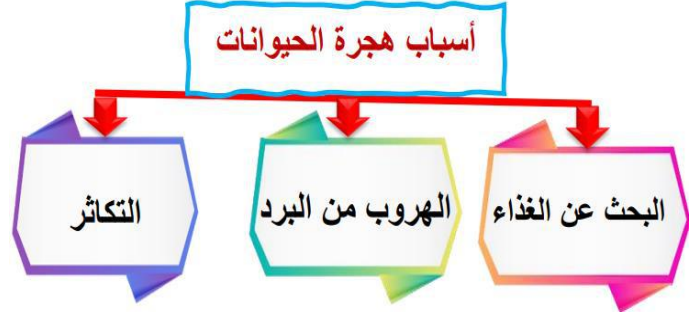 أسباب هجرة الحيوانات
البحث عن الغذاء
الهروب من البرد
التكاثر